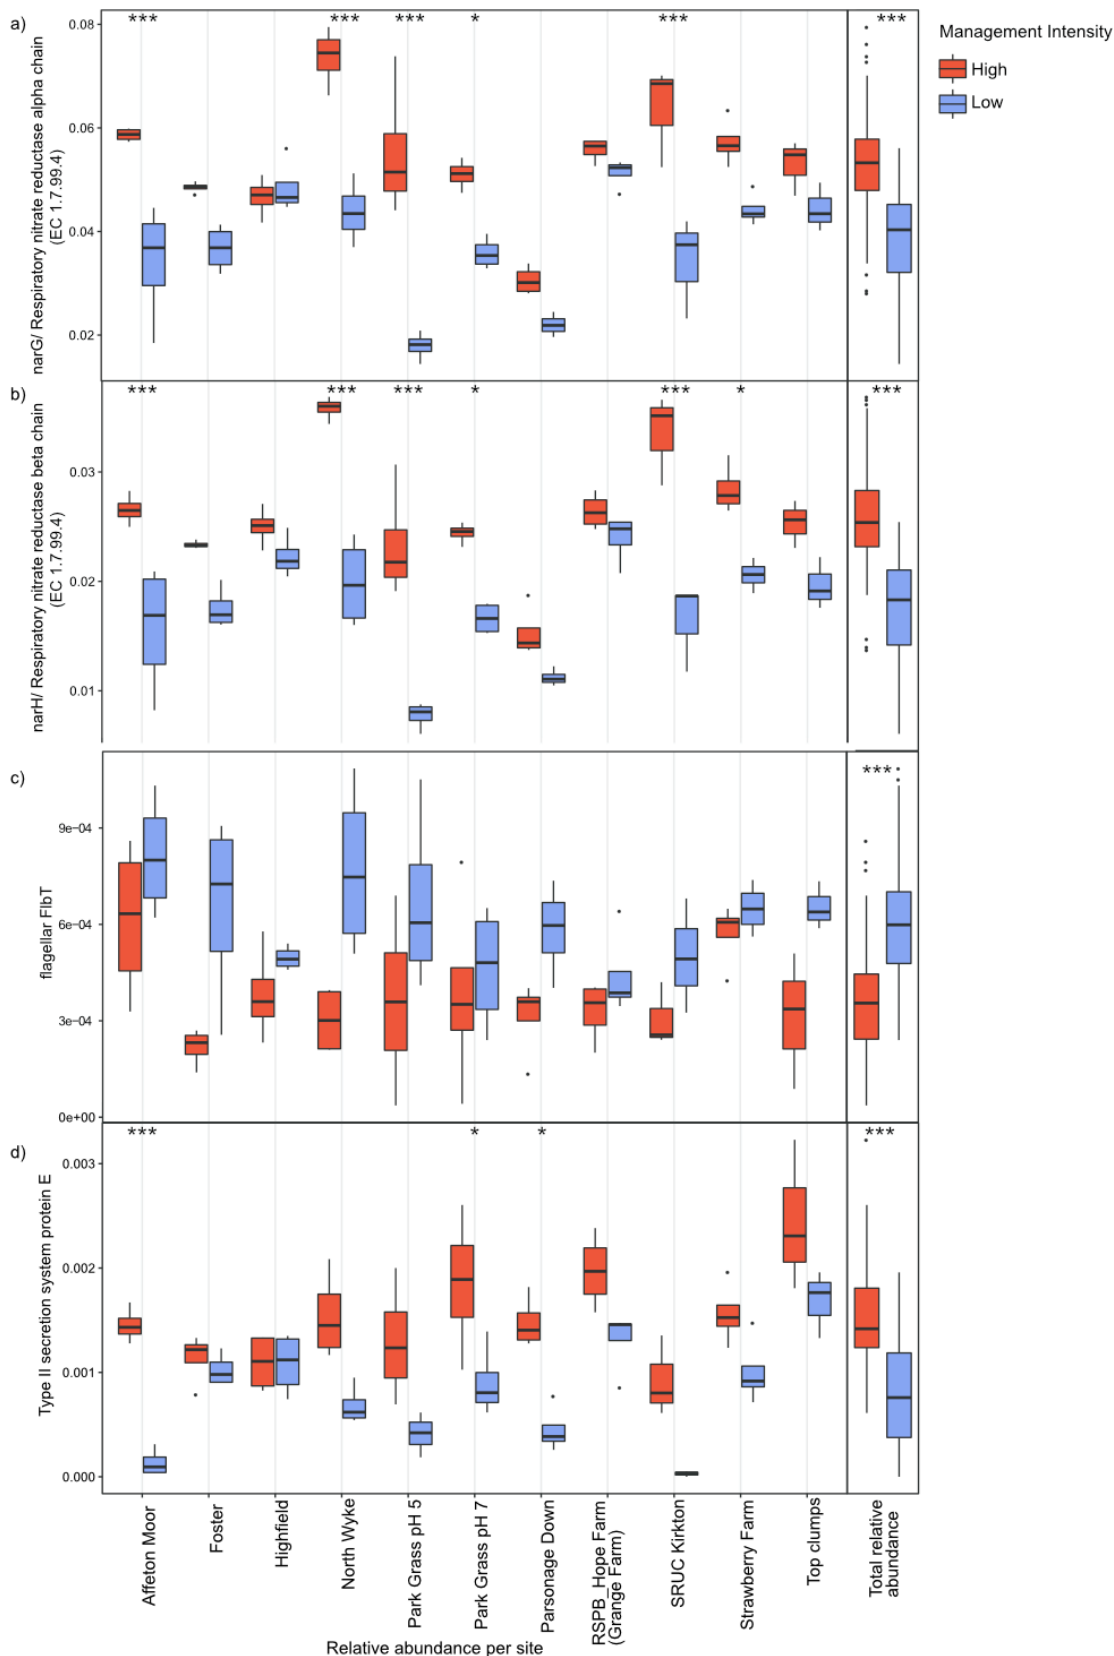 a)
*** *** *** * *** ***
Management Intensity
High
Low
0.08
0.06
0.04
0.02
narG/ Respiratory nitrate reductase alpha chain
(EC 1.7.99.4)
b)
*** *** *** * *** * ***
0.03
0.02
0.01
narH/ Respiratory nitrate reductase beta chain
(EC 1.7.99.4)
c)
***
9e-04
6e-04
3e-04
0e+00
flagellar FlbT
d)
*** * * ***
0.003
0.002
0.001
0.000
Type II secretion system protein E
Affeton Moor
Foster
Highfield
North Wyke
Park Grass pH 5
Park Grass pH 7
Parsonage Down
RSPB_Hope Farm
(Grange Farm)
SRUC Kirkton
Strawberry Farm
Top clumps
Total relative
abundance
Relative abundance per site